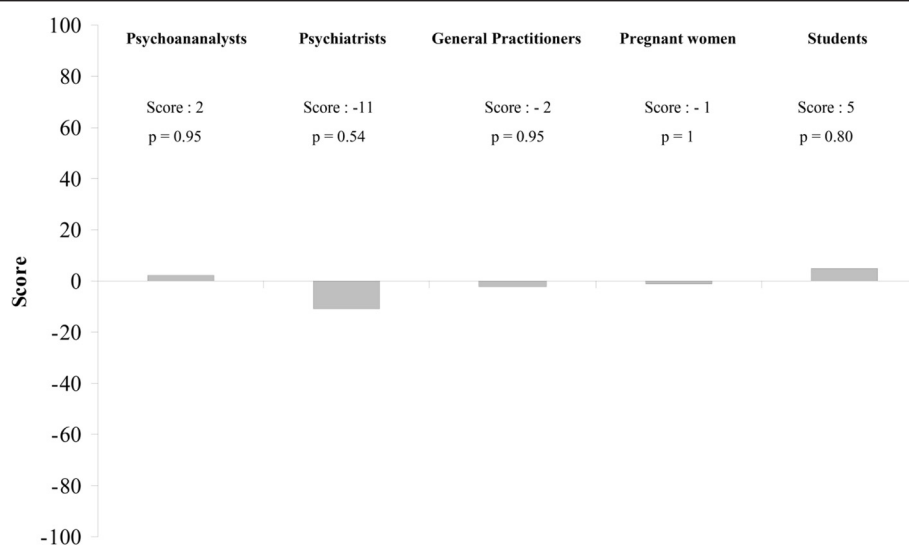 100
Psychoananalysts Psychiatrists General Practitioners Pregnant women Students
80
Score : 2 Score : -11 Score : - 2 Score : - 1 Score : 5
60
p = 0.95 p = 0.54 p = 0.95 p = 1 p = 0.80
40
20
Score
0
-20
-40
-60
-80
-100